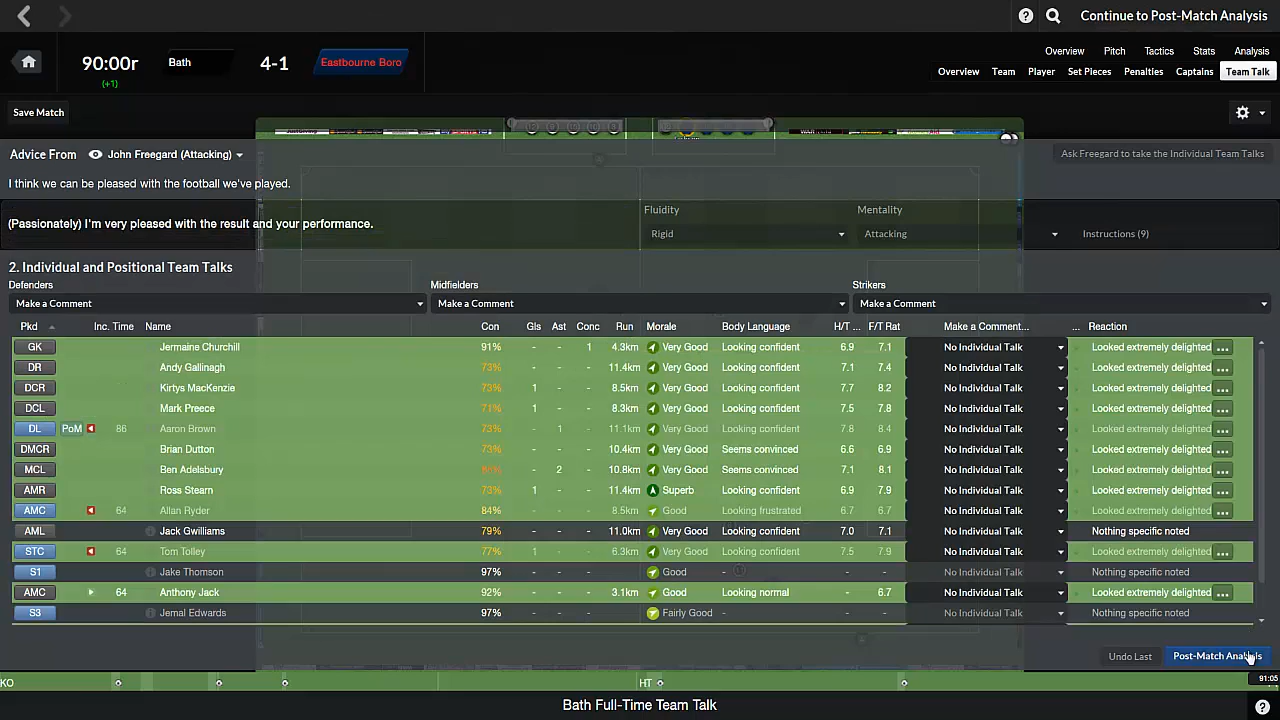 Continue to Post-Match Analysis
90:00r
(+1)
Bath
4-1
Eastbourne Boro
Overview Pitch Tactics Stats Analysis
Overview Team Player Set Pieces Penalties Captains Team Talk
Save Match
Advice From John Freegard (Attacking)
Ask Freegard to take the Individual Team Talks
I think we can be pleased with the football we've played.
(Passionately) I'm very pleased with the result and your performance.
Fluidity
Rigid
Mentality
Attacking
Instructions (9)
2. Individual and Positional Team Talks
Defenders Midfielders Strikers
Make a Comment Make a Comment Make a Comment
Pkd Inc. Time Name Con Gls Ast Conc Run Morale Body Language H/T ... F/T Rat Make a Comment... ... Reaction
GK Jermaine Churchill 91% - - 1 4.3km Very Good Looking confident 6.9 7.1 No Individual Talk Looked extremely delighted ...
DR Andy Gallinagh 73% - - - 11.4km Very Good Looking confident 7.1 7.4 No Individual Talk Looked extremely delighted ...
DCR Kirtys MacKenzie 73% 1 - - 8.5km Very Good Looking confident 7.7 8.2 No Individual Talk Looked extremely delighted ...
DCL Mark Preece 71% 1 - - 8.3km Very Good Looking confident 7.5 7.8 No Individual Talk Looked extremely delighted ...
DL PoM 86 Aaron Brown 73% - 1 - 11.1km Very Good Looking confident 7.8 8.4 No Individual Talk Looked extremely delighted ...
DMCR Brian Dutton 73% - - - 10.4km Very Good Seems convinced 6.6 6.9 No Individual Talk Looked extremely delighted ...
MCL Ben Adelsbury - 2 - 10.8km Very Good Seems convinced 7.1 8.1 No Individual Talk Looked extremely delighted ...
AMR Ross Stearn 73% 1 - - 11.4km Superb Looking confident 6.9 7.9 No Individual Talk Looked extremely delighted ...
AMC 64 Allan Ryder 84% - - - 8.5km Good Looking frustrated 6.7 6.7 No Individual Talk Looked extremely delighted ...
AML Jack Gwilliams 79% - - - 11.0km Very Good Looking confident 7.0 7.1 No Individual Talk Nothing specific noted
STC 64 Tom Tolley 77% 1 - - 6.3km Very Good Looking confident 7.5 7.9 No Individual Talk Looked extremely delighted ...
S1 Jake Thomson 97% - - - - Good - - - No Individual Talk Nothing specific noted
AMC 64 Anthony Jack 92% - - - 3.1km Good Looking normal - 6.7 No Individual Talk Looked extremely delighted ...
S3 Jemal Edwards 97% - - - - Fairly Good - - - No Individual Talk Nothing specific noted
Undo Last Post-Match Analysis
KO HT 91:05
Bath Full-Time Team Talk